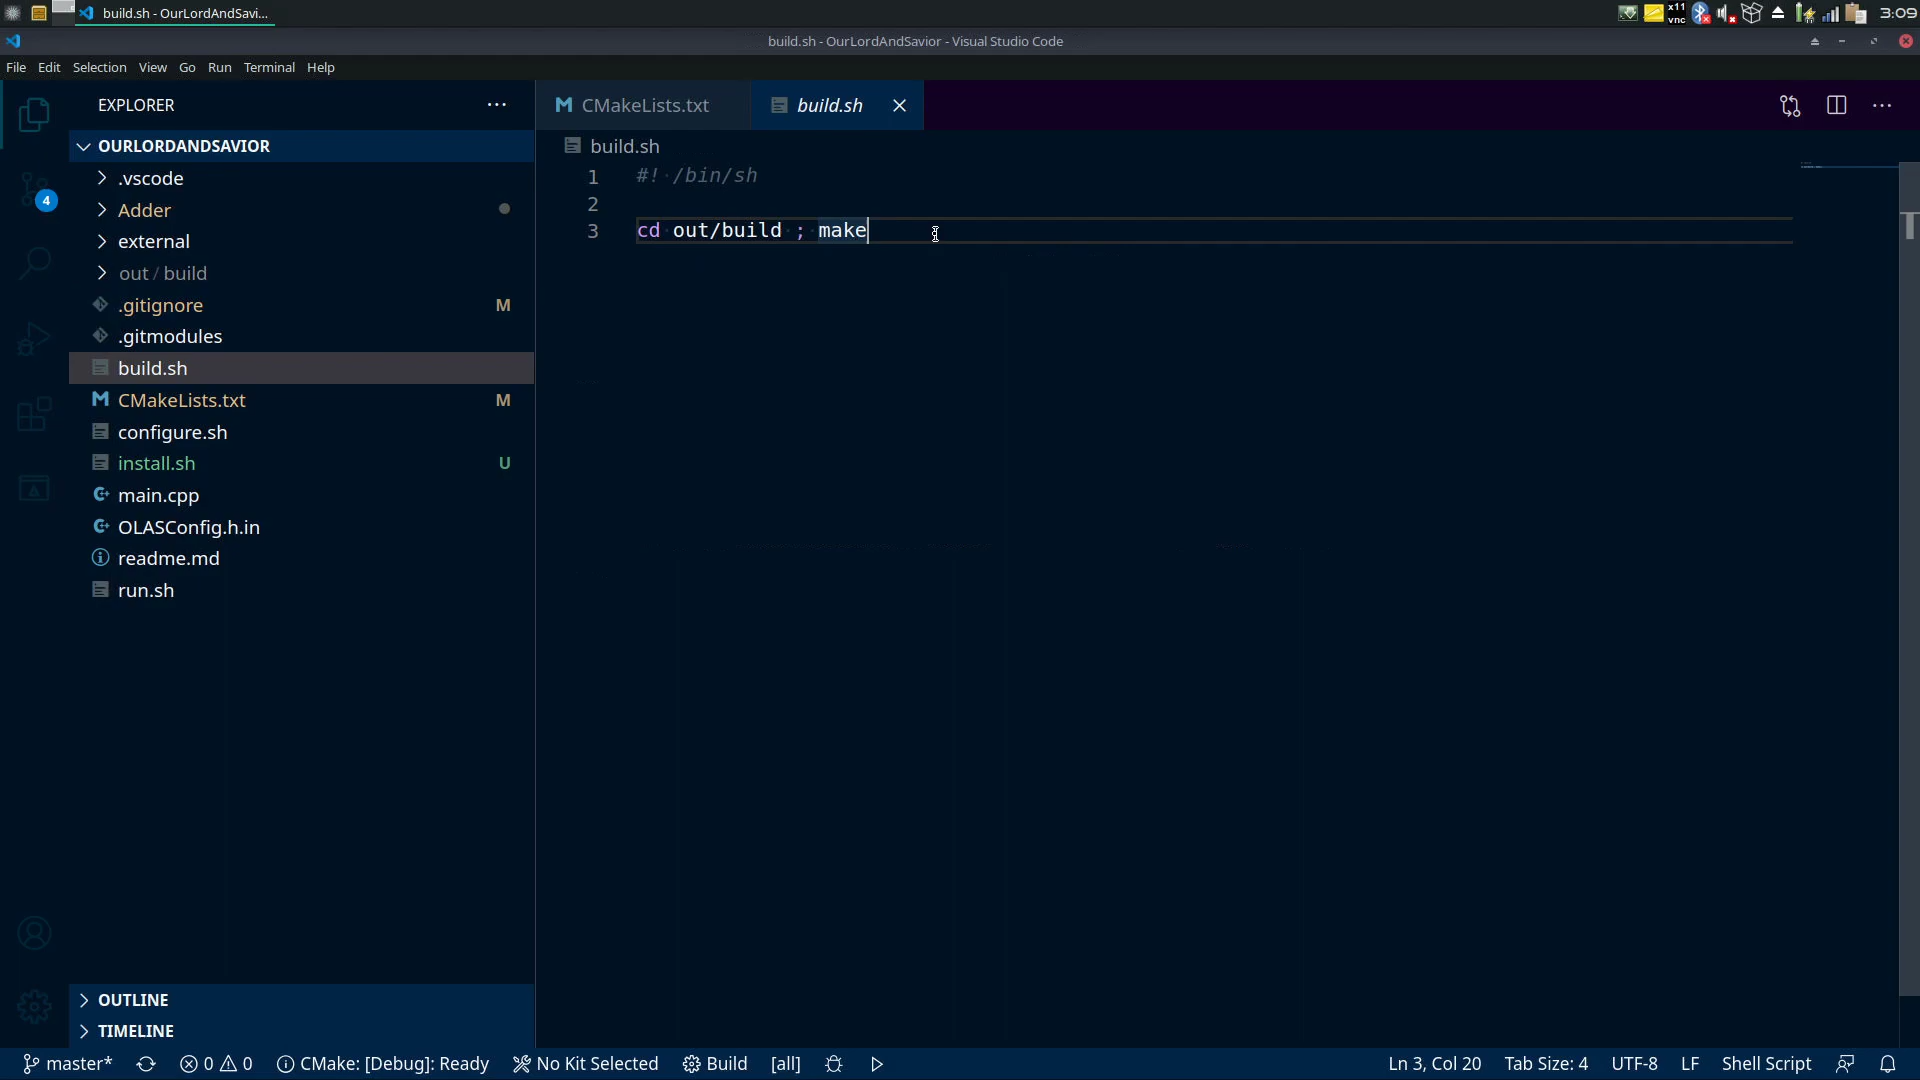 build.sh - OurLordAndSavi...
x11
vnc
3:09
build.sh - OurLordAndSavior - Visual Studio Code
File Edit Selection View Go Run Terminal Help
EXPLORER
OURLORDANDSAVIOR
.vscode
Adder
external
out / build
.gitignore M
.gitmodules
build.sh
CMakeLists.txt M
configure.sh
install.sh U
main.cpp
OLASConfig.h.in
readme.md
run.sh
OUTLINE
TIMELINE
4
CMakeLists.txt build.sh
build.sh
1 #! /bin/sh
2
3 cd out/build ; make
master* 0 0 CMake: [Debug]: Ready No Kit Selected Build [all] Ln 3, Col 20 Tab Size: 4 UTF-8 LF Shell Script